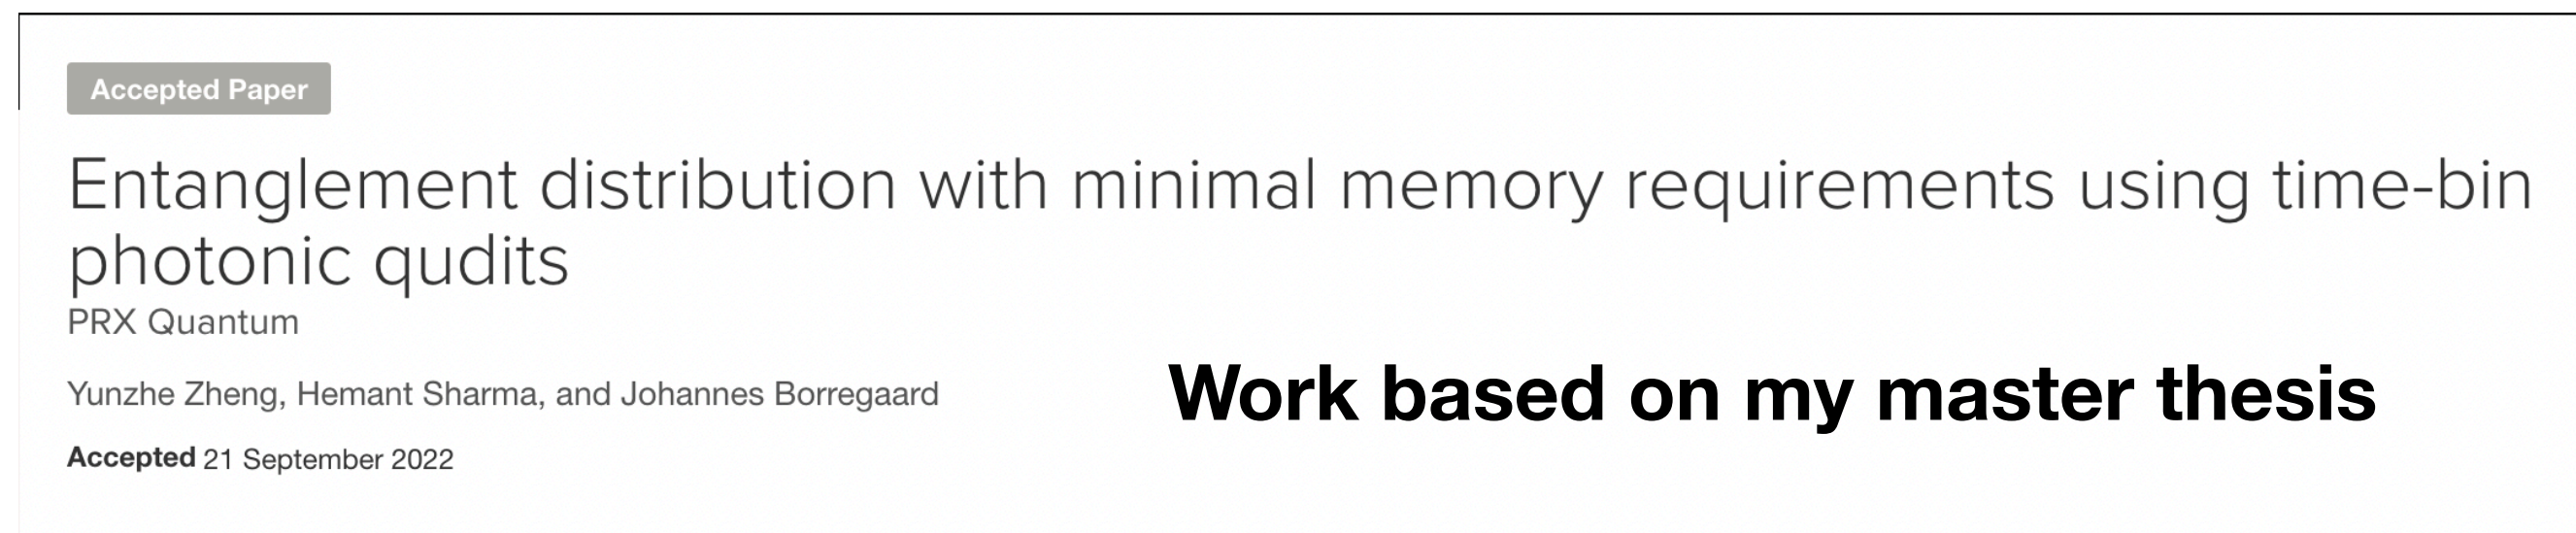 Accepted Paper
Entanglement distribution with minimal memory requirements using time-bin
photonic qudits
PRX Quantum
Yunzhe Zheng, Hemant Sharma, and Johannes Borregaard
Work based on my master thesis
Accepted 21 September 2022